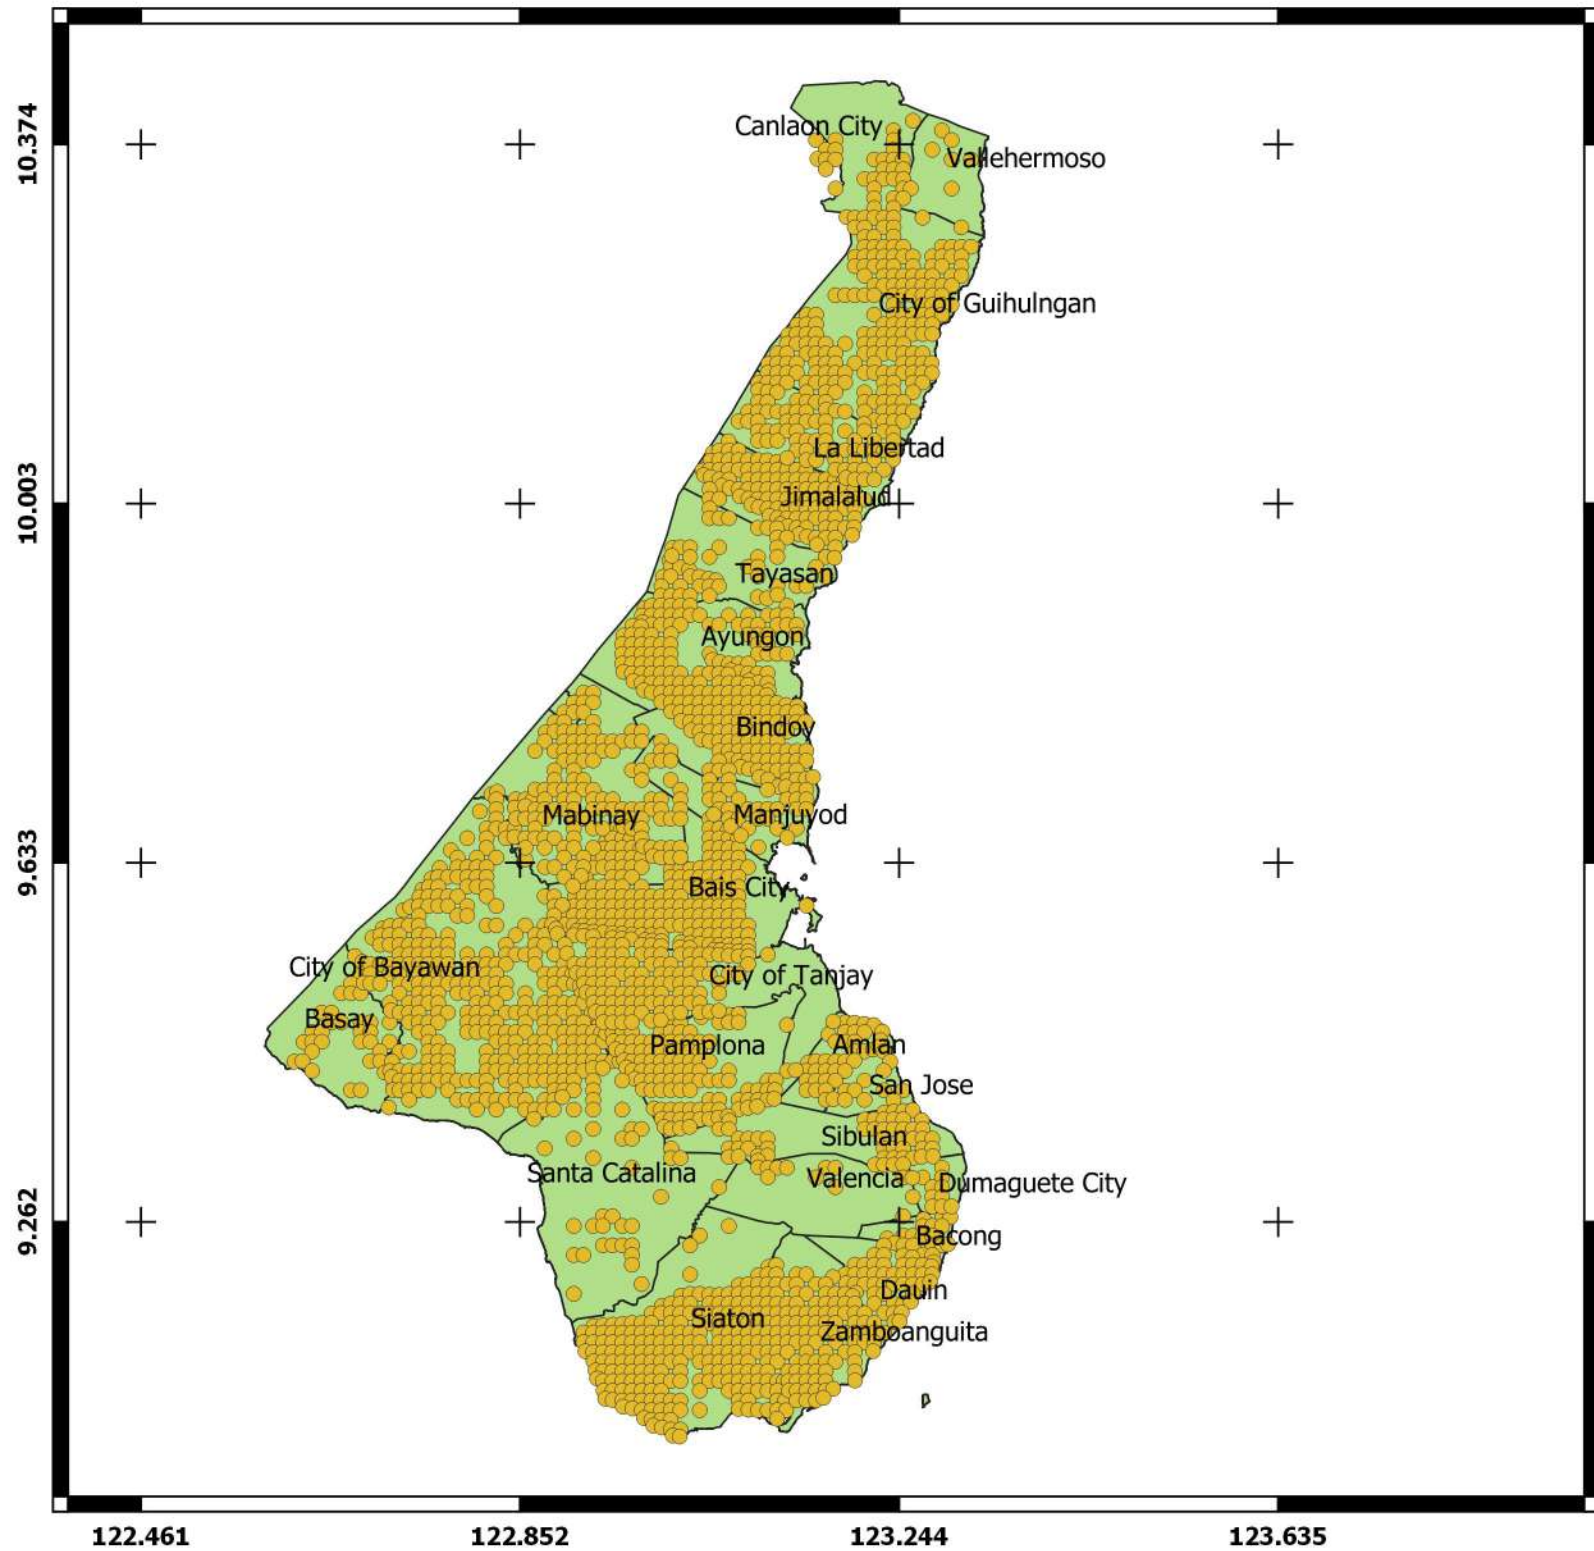 10.374
Canlaon City
Vallehermoso
City of Guihulngan
La Libertad
10.003
Jimalalud
Tayasan
Ayungon
Bindoy
Mabinay
Manjuyod
9.633
Bais City
City of Bayawan
City of Tanjay
Basay
Pamplona
Amlan
San Jose
Sibulan
Santa Catalina
Valencia
Dumaguete City
9.262
Bacong
Dauin
Siaton
Zamboanguita
122.461 122.852 123.244 123.635